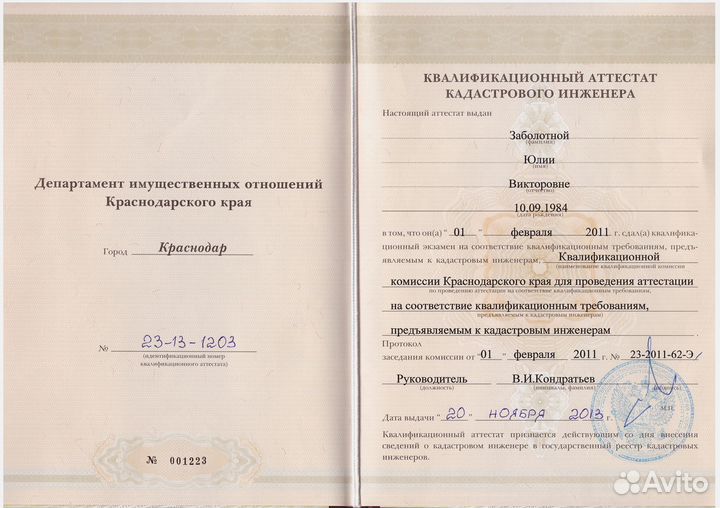 Департамент имущественных отношений
Краснодарского края
Город Краснодар
№ 23-13-1203
(идентификационный номер
квалификационного аттестата)
№ 001223
КВАЛИФИКАЦИОННЫЙ АТТЕСТАТ
КАДАСТРОВОГО ИНЖЕНЕРА
Настоящий аттестат выдан
Заболотной
(фамилия)
Юлии
(имя)
Викторовне
(отчество)
10.09.1984
(дата рождения)
в том, что он(а) "01" февраля 2011 г. сдал(а) квалифика-
ционный экзамен на соответствие квалификационным требованиям, предъ-
являемым к кадастровым инженерам, Квалификационной
(наименование квалификационной комиссии
комиссии Краснодарского края для проведения аттестации
по проведению аттестации на соответствие квалификационным требованиям,
на соответствие квалификационным требованиям,
предъявляемым к кадастровым инженерам)
предъявляемым к кадастровым инженерам
Протокол
заседания комиссии от "01" февраля 2011 г. № 23-2011-62-Э
Руководитель В.И.Кондратьев
(должность) (инициалы, фамилия) (подпись)
М.П.
Дата выдачи "20" НОЯБРА 2013 г.
Квалификационный аттестат признается действующим со дня внесения
сведений о кадастровом инженере в государственный реестр кадастровых
инженеров.
Avito